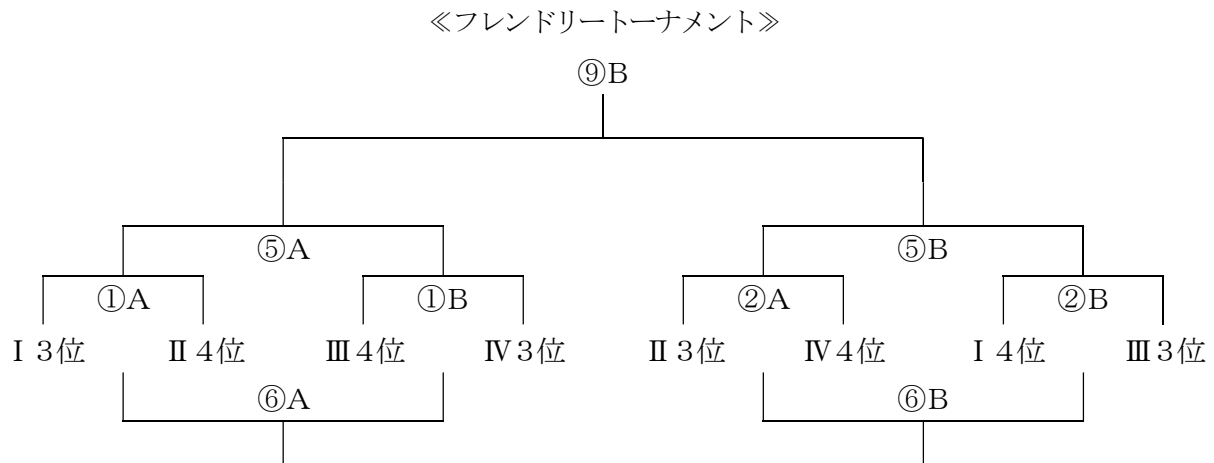 ≪フレンドリートーナメント≫
⑨B
⑤A ⑤B
①A ①B ②A ②B
Ⅰ３位 Ⅱ４位 Ⅲ４位 Ⅳ３位 Ⅱ３位 Ⅳ４位 Ⅰ４位 Ⅲ３位
⑥A ⑥B